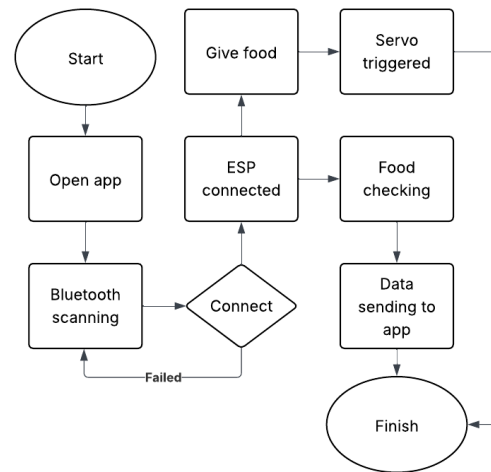 Start
Open app
Bluetooth
scanning
Failed
Connect
ESP
connected
Give food
Servo
triggered
Food
checking
Data
sending to
app
Finish